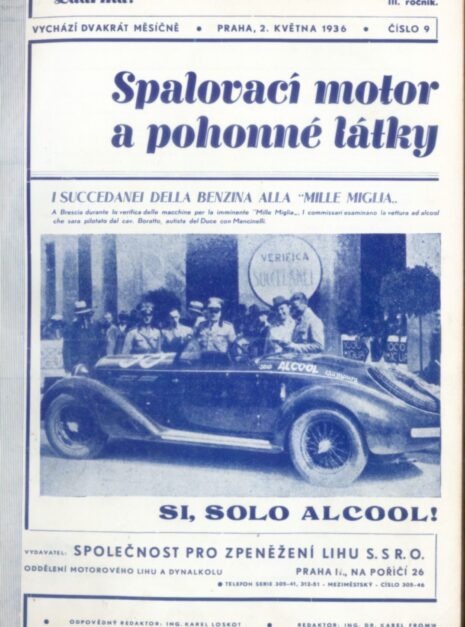 Zdarma!
III. ročník.
VYCHÁZÍ DVAKRÁT MĚSÍČNĚ • PRAHA, 2. KVĚTNA 1936 • ČÍSLO 9
Spalovací motor
a pohonné látky
I SUCCEDANEI DELLA BENZINA ALLA "MILLE MIGLIA„
A Brescia durante la verifica delle macchine per la imminente "Mille Miglia„. I commissari esaminano la vettura ad alcool
che sara pilotata dal cav. Boratto, autista del Duce con Mancinelli.
VERIFICA
SUCCEDANEI
ALCOOL
SI, SOLO ALCOOL!
VYDAVATEL: SPOLEČNOST PRO ZPENĚŽENÍ LIHU S. S R. O.
ODDĚLENÍ MOTOROVÉHO LIHU A DYNALKOLU PRAHA II., NA POŘÍČÍ 26
• TELEFON SERIE 305-41, 312-51 - MEZIMĚSTSKÝ - ČÍSLO 305-46
• ODPOVĚDNÝ REDAKTOR: ING. KAREL LOSKOT • REDAKTOR: ING. DR. KAREL FROMM